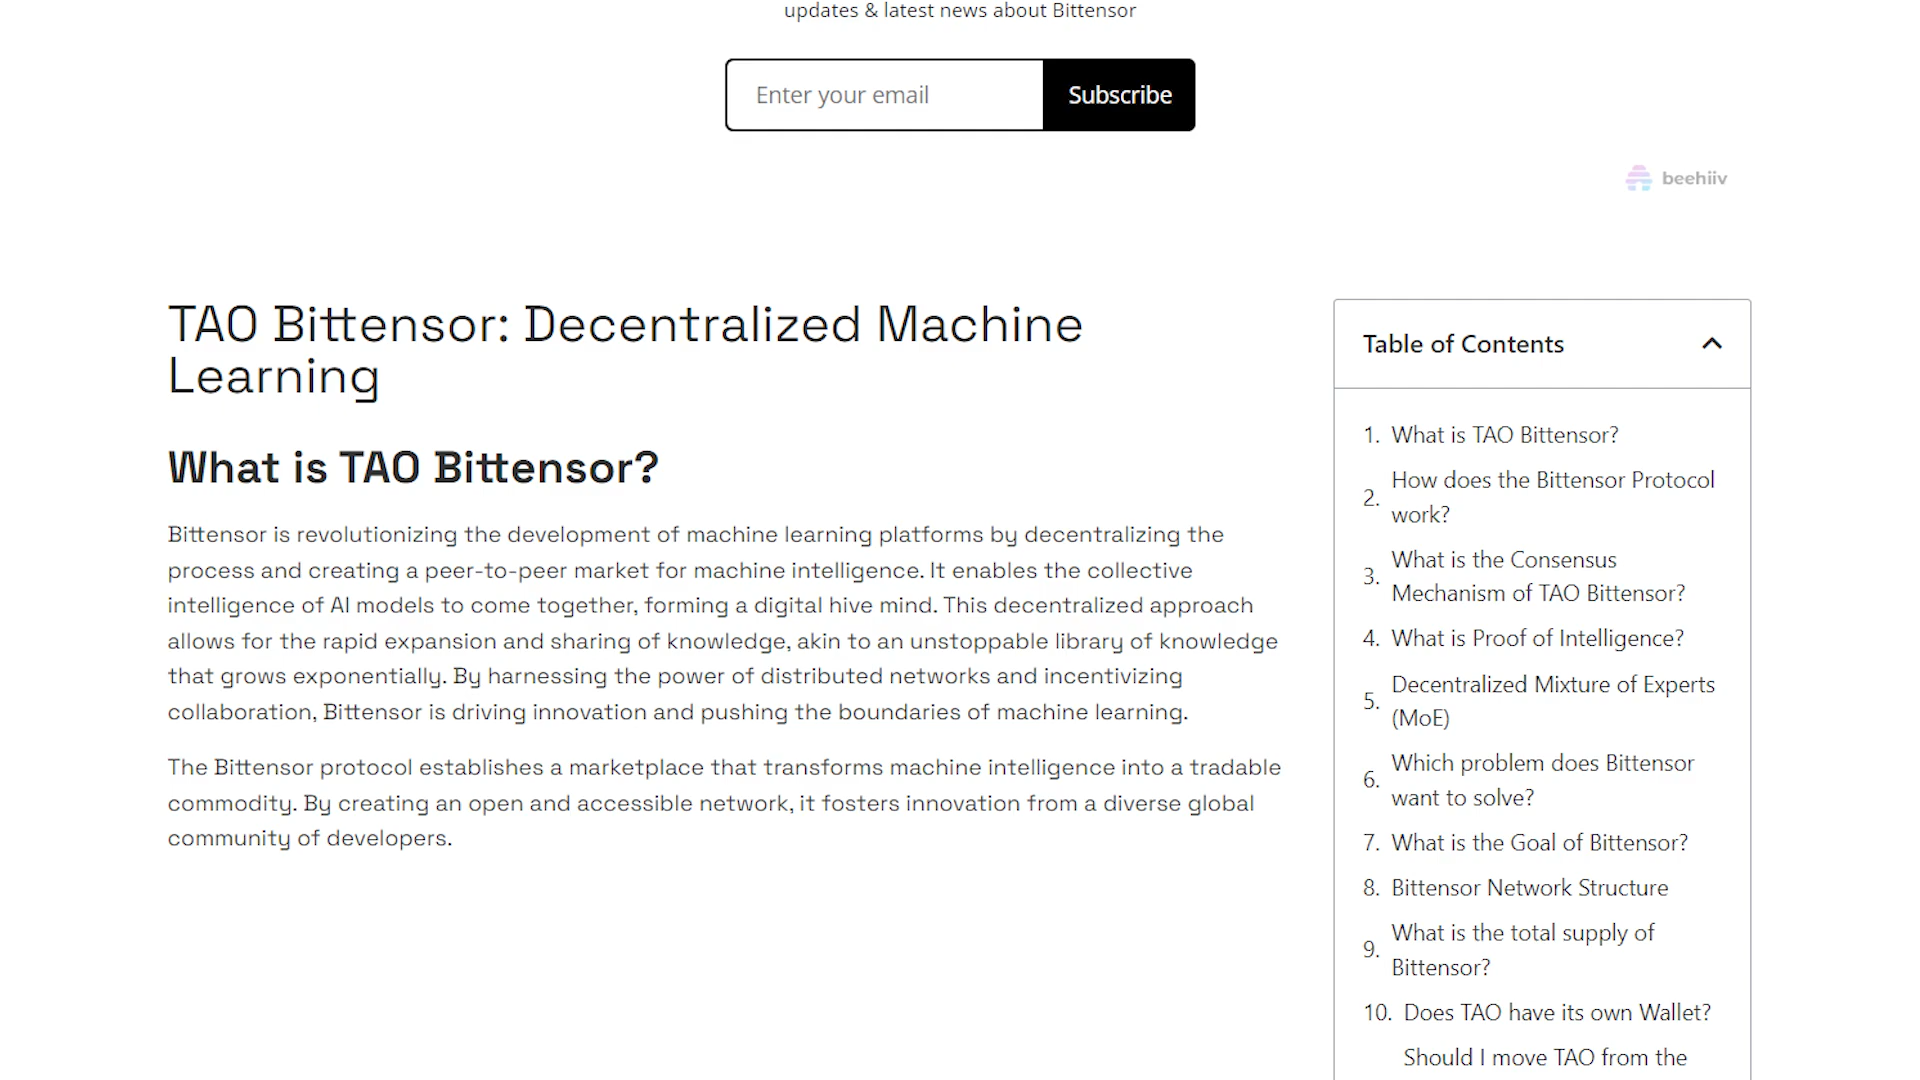 updates & latest news about Bittensor
Enter your email
Subscribe
beehiiv
TAO Bittensor: Decentralized Machine
Learning
What is TAO Bittensor?
Bittensor is revolutionizing the development of machine learning platforms by decentralizing the
process and creating a peer-to-peer market for machine intelligence. It enables the collective
intelligence of AI models to come together, forming a digital hive mind. This decentralized approach
allows for the rapid expansion and sharing of knowledge, akin to an unstoppable library of knowledge
that grows exponentially. By harnessing the power of distributed networks and incentivizing
collaboration, Bittensor is driving innovation and pushing the boundaries of machine learning.
The Bittensor protocol establishes a marketplace that transforms machine intelligence into a tradable
commodity. By creating an open and accessible network, it fosters innovation from a diverse global
community of developers.
Table of Contents
1. What is TAO Bittensor?
2. How does the Bittensor Protocol
work?
3. What is the Consensus
Mechanism of TAO Bittensor?
4. What is Proof of Intelligence?
5. Decentralized Mixture of Experts
(MoE)
6. Which problem does Bittensor
want to solve?
7. What is the Goal of Bittensor?
8. Bittensor Network Structure
9. What is the total supply of
Bittensor?
10. Does TAO have its own Wallet?
Should I move TAO from the